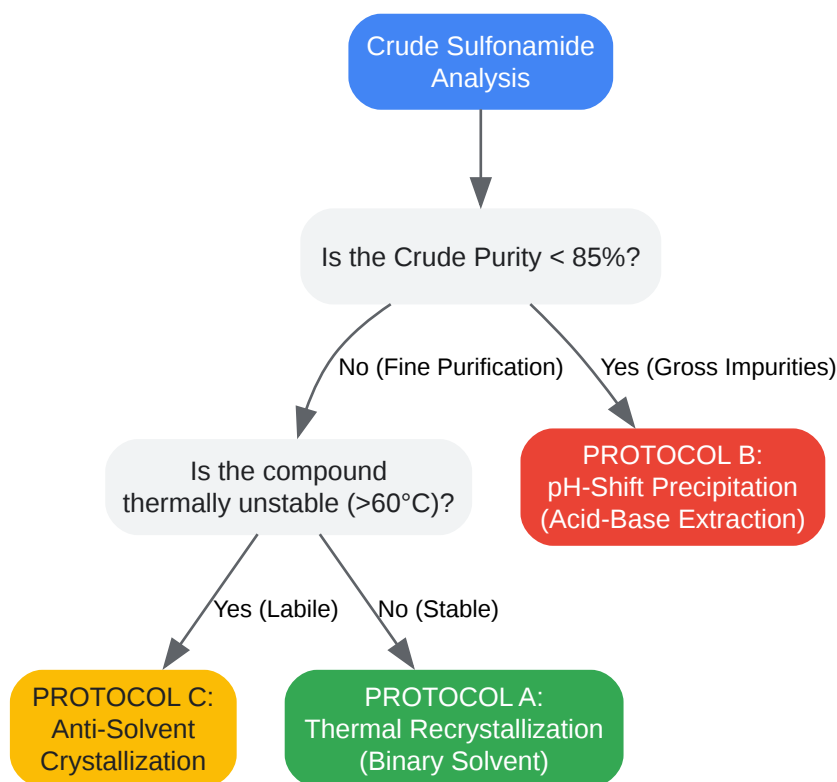 Crude Sulfonamide
Analysis
Is the Crude Purity < 85%?
No (Fine Purification)
Yes (Gross Impurities)
Is the compound
thermally unstable (>60°C)?
PROTOCOL B:
pH-Shift Precipitation
(Acid-Base Extraction)
Yes (Labile)
No (Stable)
PROTOCOL C:
Anti-Solvent
Crystallization
PROTOCOL A:
Thermal Recrystallization
(Binary Solvent)